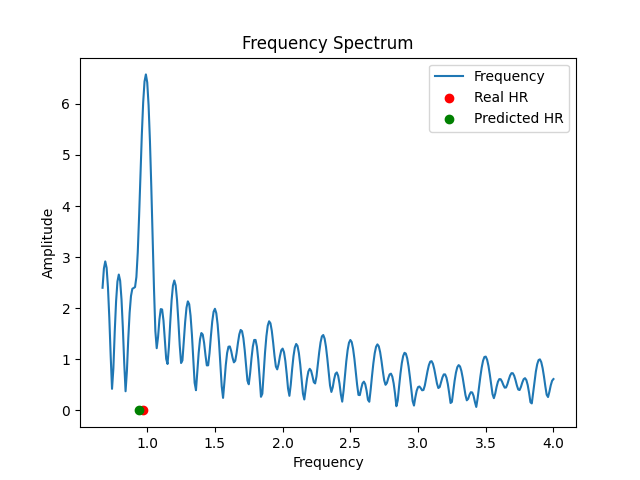 Frequency Spectrum
Frequency
Real HR
Predicted HR
6
5
4
3
2
1
0
Amplitude
1.0 1.5 2.0 2.5 3.0 3.5 4.0
Frequency